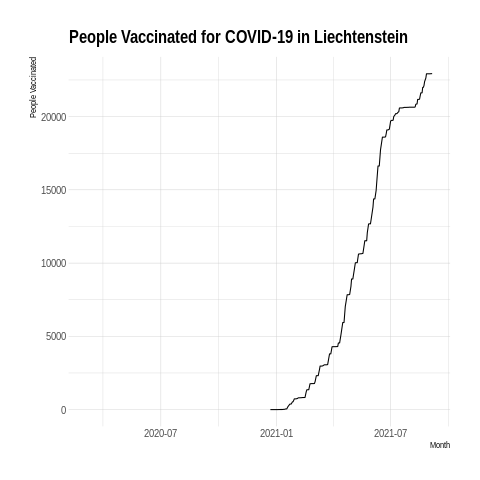 People Vaccinated for COVID-19 in Liechtenstein
People Vaccinated
20000
15000
10000
5000
0
2020-07 2021-01 2021-07
Month